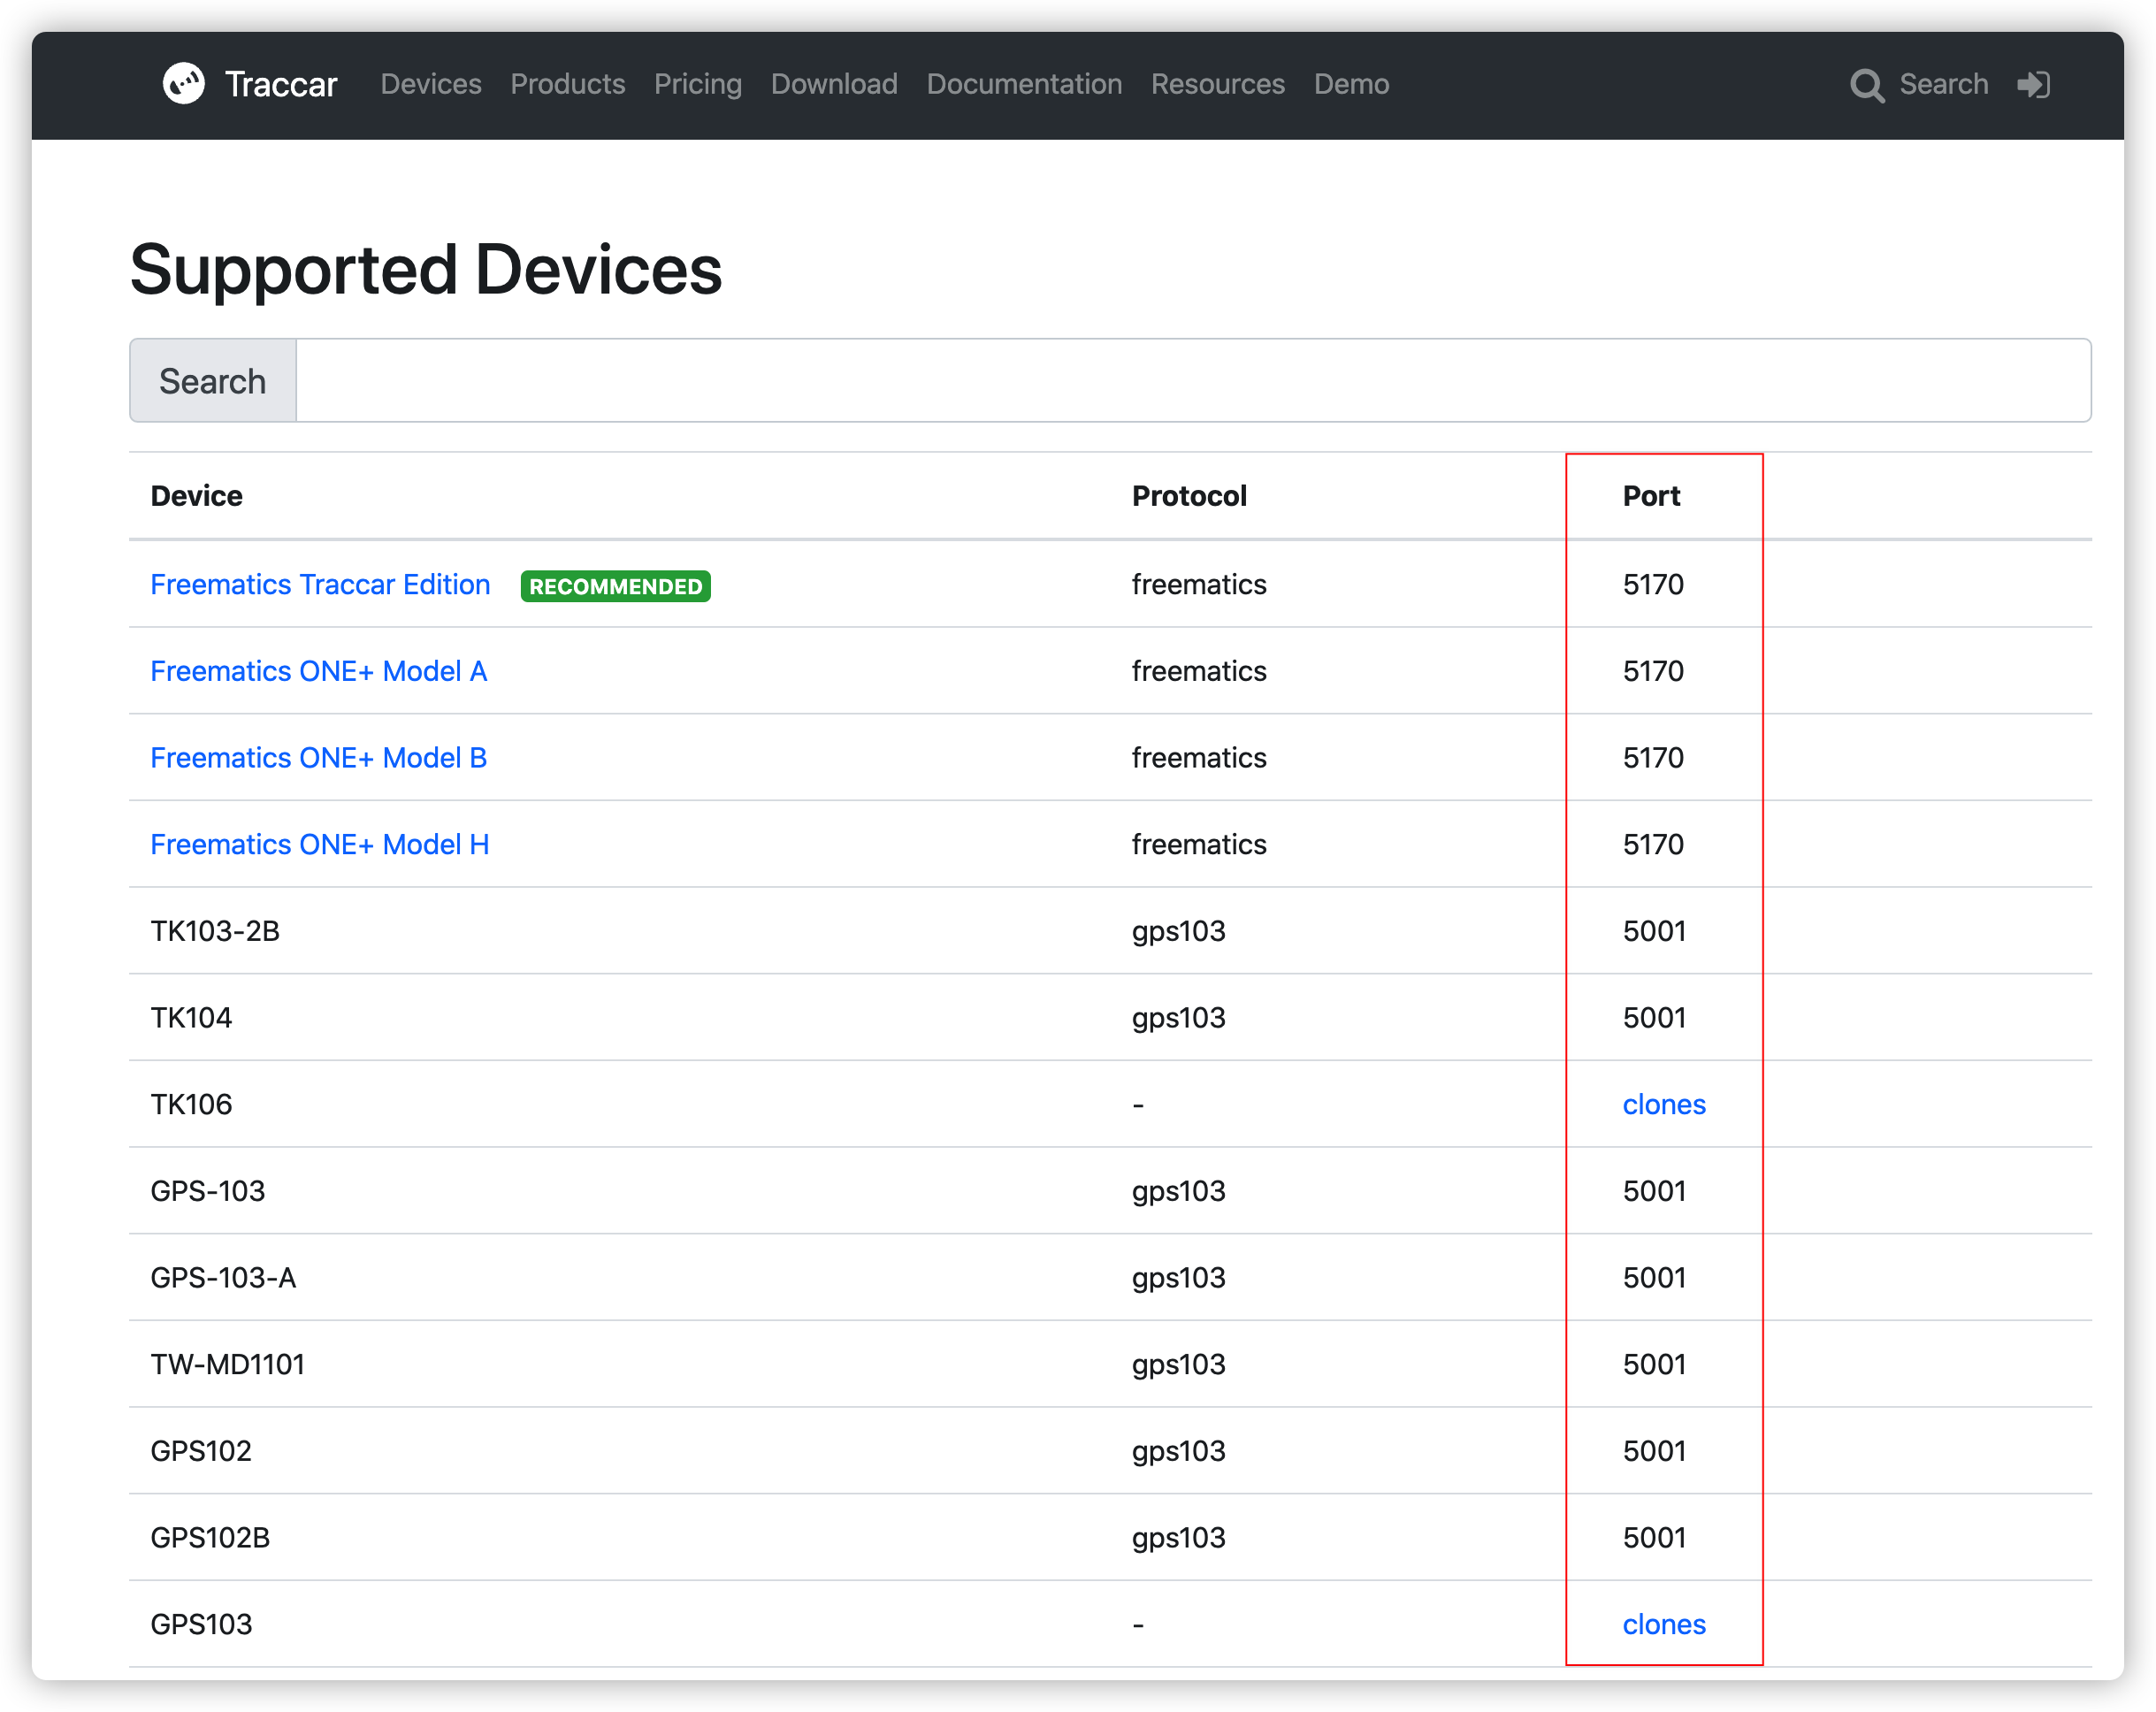 Traccar Devices Products Pricing Download Documentation Resources Demo Search
Supported Devices
Search
Device Protocol Port
Freematics Traccar Edition RECOMMENDED freematics 5170
Freematics ONE+ Model A freematics 5170
Freematics ONE+ Model B freematics 5170
Freematics ONE+ Model H freematics 5170
TK103-2B gps103 5001
TK104 gps103 5001
TK106 - clones
GPS-103 gps103 5001
GPS-103-A gps103 5001
TW-MD1101 gps103 5001
GPS102 gps103 5001
GPS102B gps103 5001
GPS103 - clones